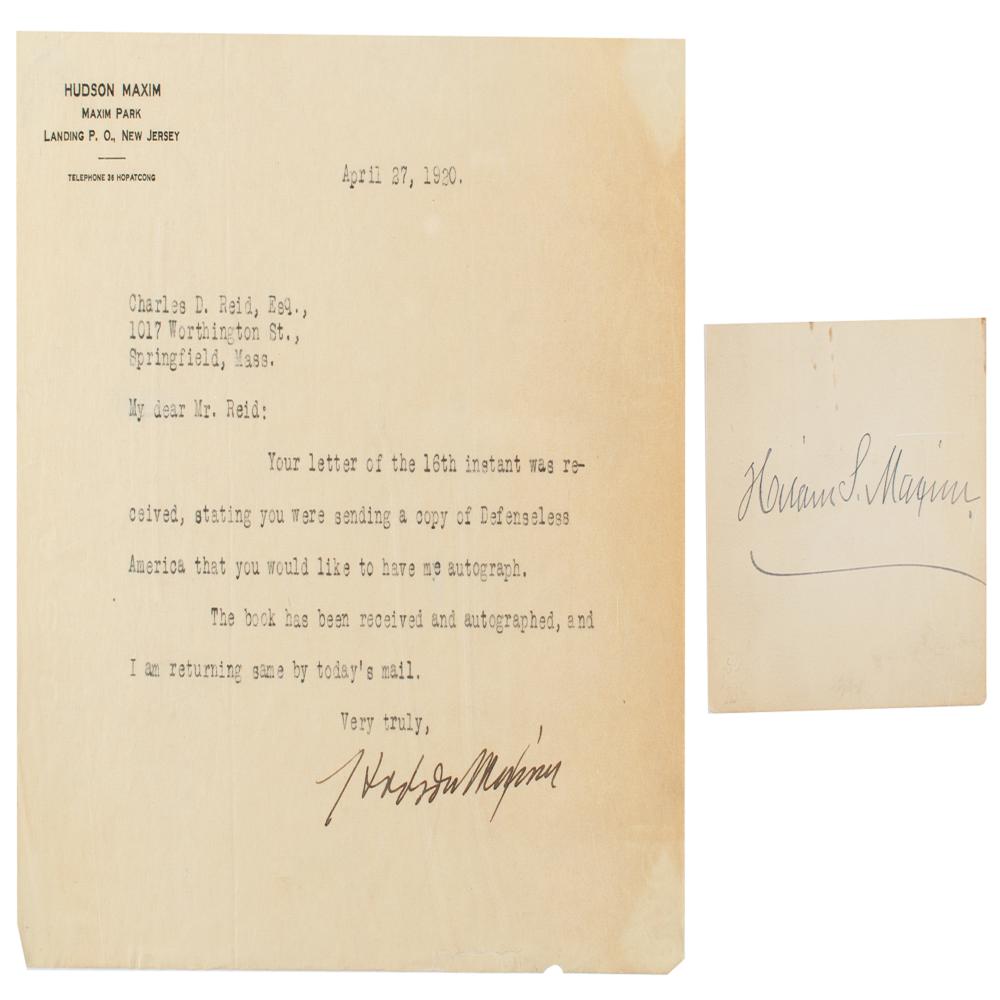 HUDSON MAXIM
MAXIM PARK
LANDING P. O., NEW JERSEY
TELEPHONE 36 HOPATCONG
April 27, 1920.
Charles D. Reid, Esq.,
1017 Worthington St.,
Springfield, Mass.
My dear Mr. Reid:
Your letter of the 16th instant was re-
ceived, stating you were sending a copy of Defenseless
America that you would like to have me autograph.
The book has been received and autographed, and
I am returning same by today's mail.
Very truly,
Hudson Maxim
Hiram S. Maxim.